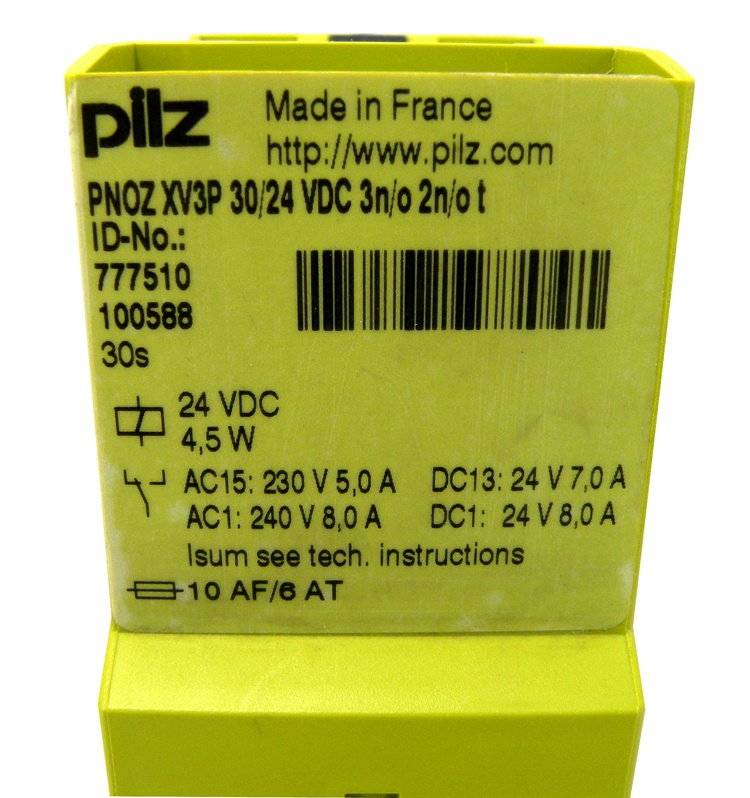 pilz
Made in France
http://www.pilz.com
PNOZ XV3P 30/24 VDC 3n/o 2n/o t
ID-No.:
777510
100588
30s
24 VDC
4,5 W
AC15: 230 V 5,0 A DC13: 24 V 7,0 A
AC1: 240 V 8,0 A DC1: 24 V 8,0 A
Isum see tech. instructions
10 AF/6 AT